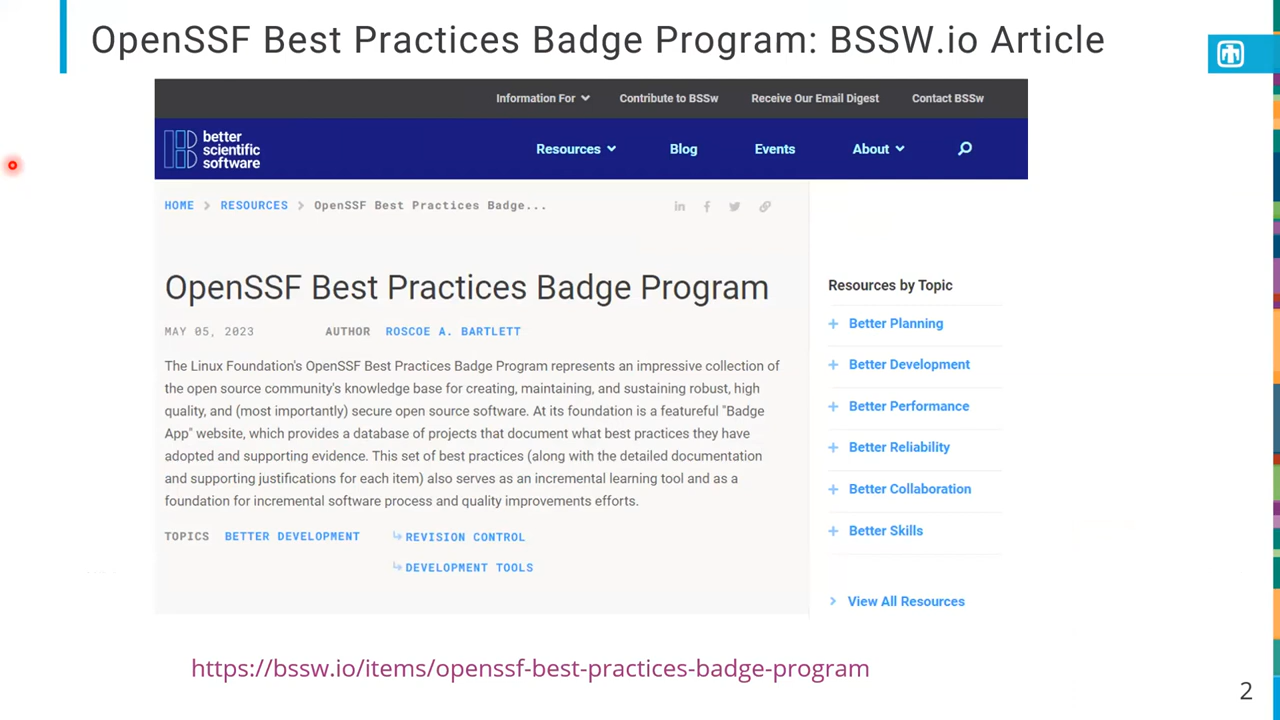 OpenSSF Best Practices Badge Program: BSSW.io Article
Information For
Contribute to BSSw
Receive Our Email Digest
Contact BSSw
better
scientific
software
Resources
Blog
Events
About
HOME > RESOURCES > OpenSSF Best Practices Badge...
OpenSSF Best Practices Badge Program
MAY 05, 2023
AUTHOR ROSCOE A. BARTLETT
The Linux Foundation's OpenSSF Best Practices Badge Program represents an impressive collection of
the open source community's knowledge base for creating, maintaining, and sustaining robust, high
quality, and (most importantly) secure open source software. At its foundation is a featureful "Badge
App" website, which provides a database of projects that document what best practices they have
adopted and supporting evidence. This set of best practices (along with the detailed documentation
and supporting justifications for each item) also serves as an incremental learning tool and as a
foundation for incremental software process and quality improvements efforts.
TOPICS BETTER DEVELOPMENT
REVISION CONTROL
DEVELOPMENT TOOLS
Resources by Topic
+ Better Planning
+ Better Development
+ Better Performance
+ Better Reliability
+ Better Collaboration
+ Better Skills
> View All Resources
https://bssw.io/items/openssf-best-practices-badge-program
2